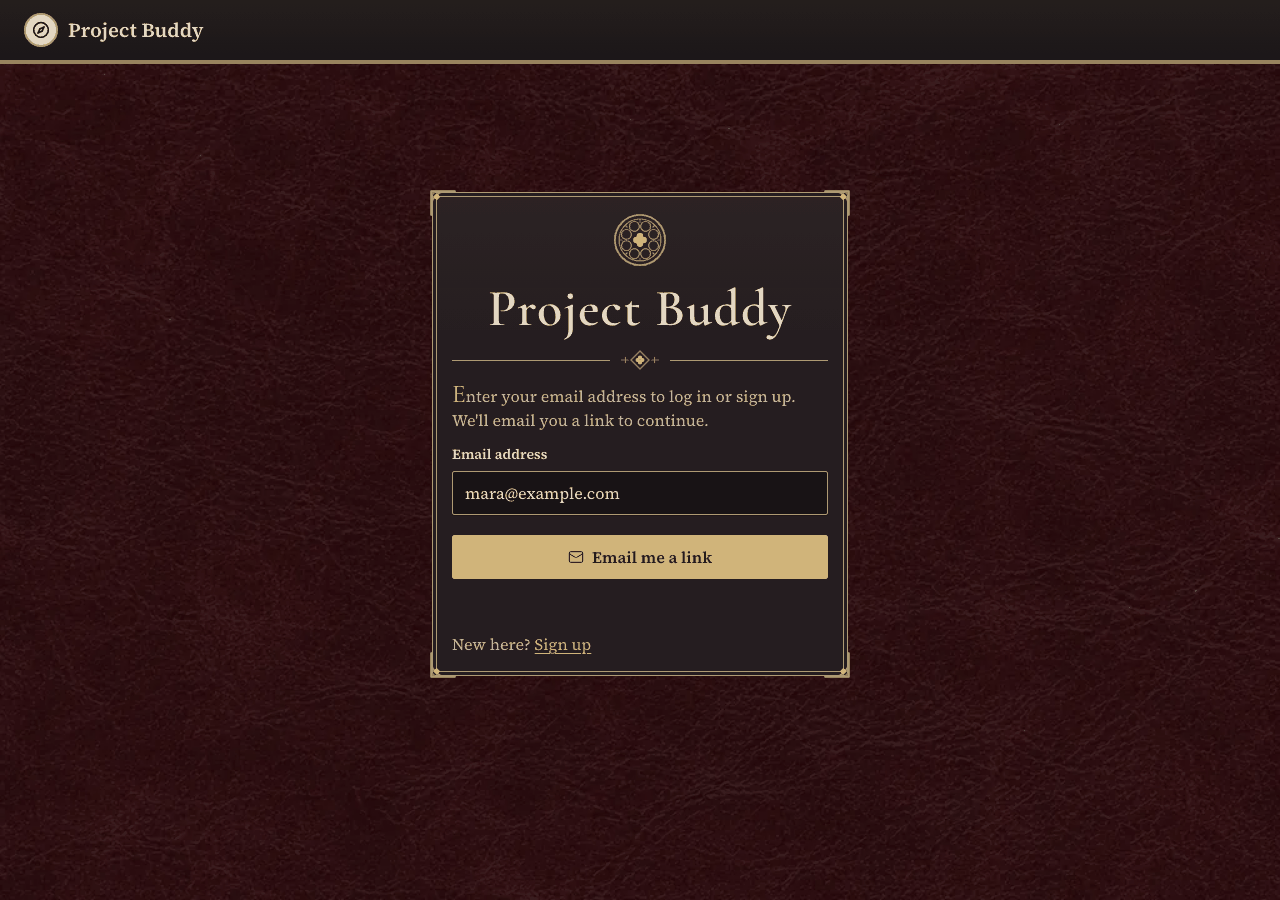 Project Buddy
Project Buddy
Enter your email address to log in or sign up.
We'll email you a link to continue.
Email address
mara@example.com
Email me a link
New here? Sign up